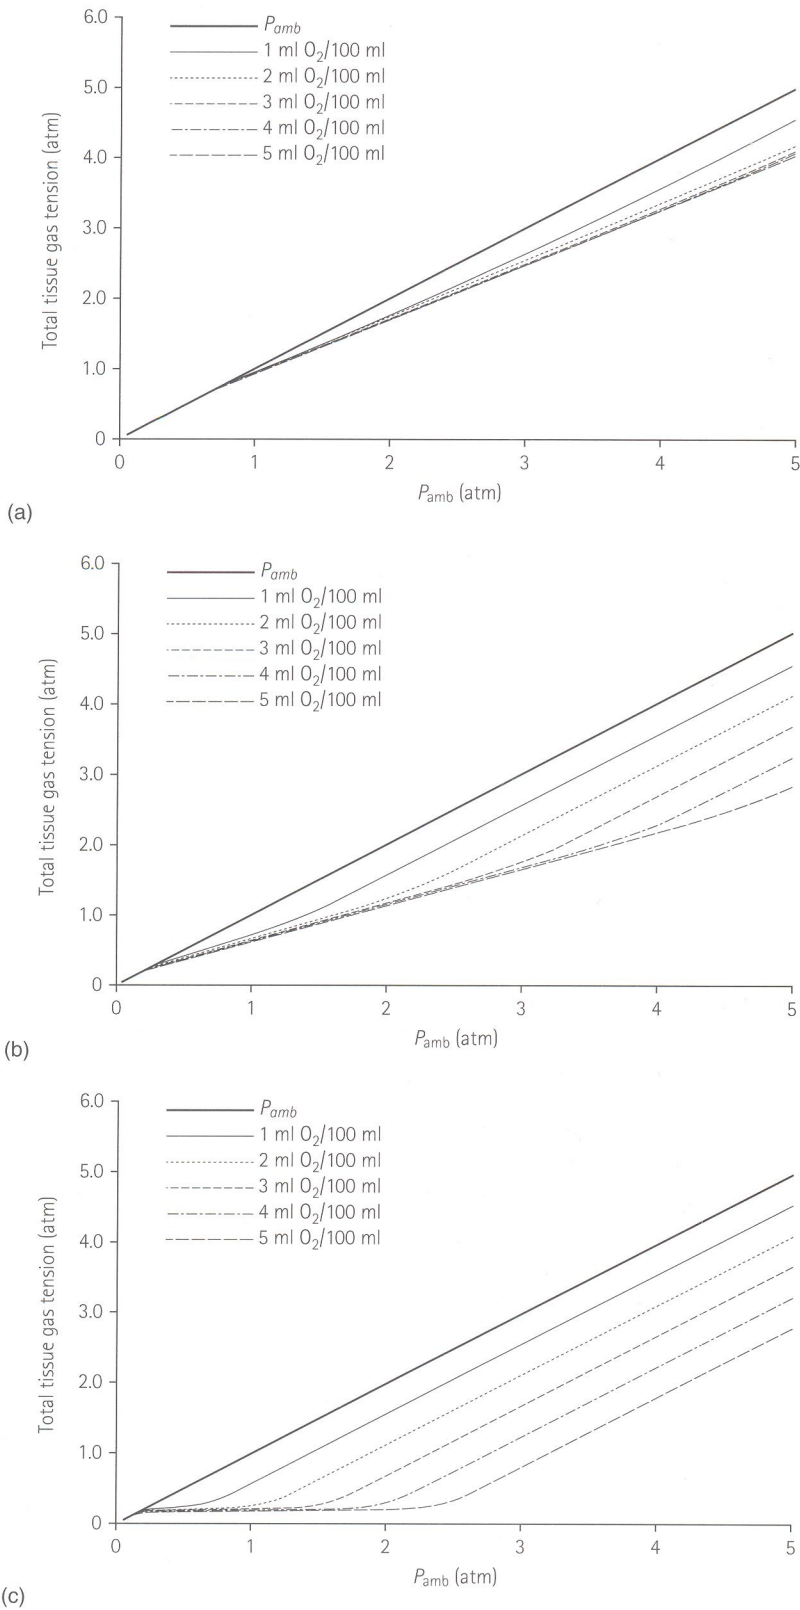 6.0
5.0
4.0
3.0
2.0
1.0
0
Total tissue gas tension (atm)
Pamb
1 ml O2/100 ml
2 ml O2/100 ml
3 ml O2/100 ml
4 ml O2/100 ml
5 ml O2/100 ml
0 1 2 3 4 5
Pamb (atm)
(a)
6.0
5.0
4.0
3.0
2.0
1.0
0
Total tissue gas tension (atm)
Pamb
1 ml O2/100 ml
2 ml O2/100 ml
3 ml O2/100 ml
4 ml O2/100 ml
5 ml O2/100 ml
0 1 2 3 4 5
Pamb (atm)
(b)
6.0
5.0
4.0
3.0
2.0
1.0
0
Total tissue gas tension (atm)
Pamb
1 ml O2/100 ml
2 ml O2/100 ml
3 ml O2/100 ml
4 ml O2/100 ml
5 ml O2/100 ml
0 1 2 3 4 5
Pamb (atm)
(c)